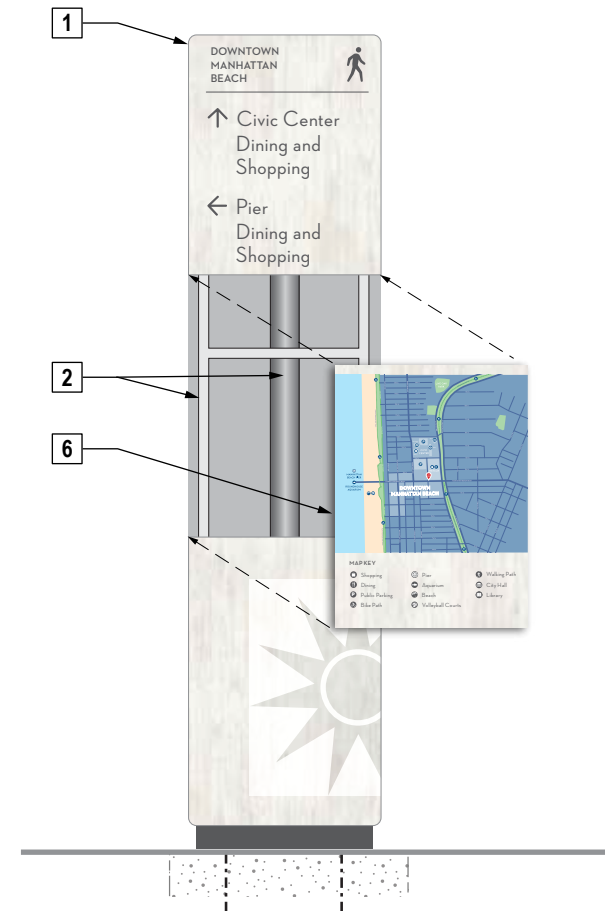 1
DOWNTOWN
MANHATTAN
BEACH
Civic Center
Dining and
Shopping
Pier
Dining and
Shopping
2
6
DOWNTOWN
MANHATTAN BEACH
MAP KEY
Shopping
Dining
Public Parking
Bike Path
Pier
Aquarium
Beach
Volleyball Courts
Walking Path
City Hall
Library